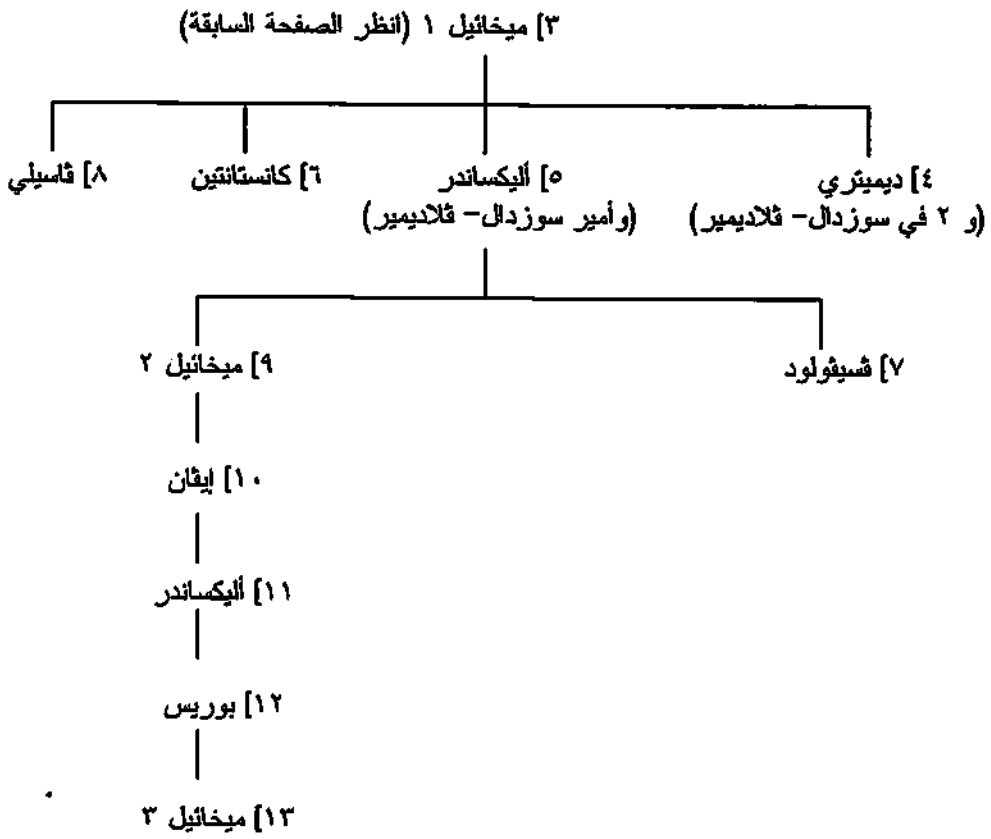 ٣] ميخائيل ١ (انظر الصفحة السابقة)
٤] ديميتري
(و ٢ في سوزدال- ڤلاديمير)
٥] أليكساندر
(وأمير سوزدال- ڤلاديمير)
٦] كانستانتين
٨] ڤاسيلي
٧] ڤسيڤولود
٩] ميخائيل ٢
١٠] إيڤان
١١] أليكساندر
١٢] بوريس
١٣] ميخائيل ٣